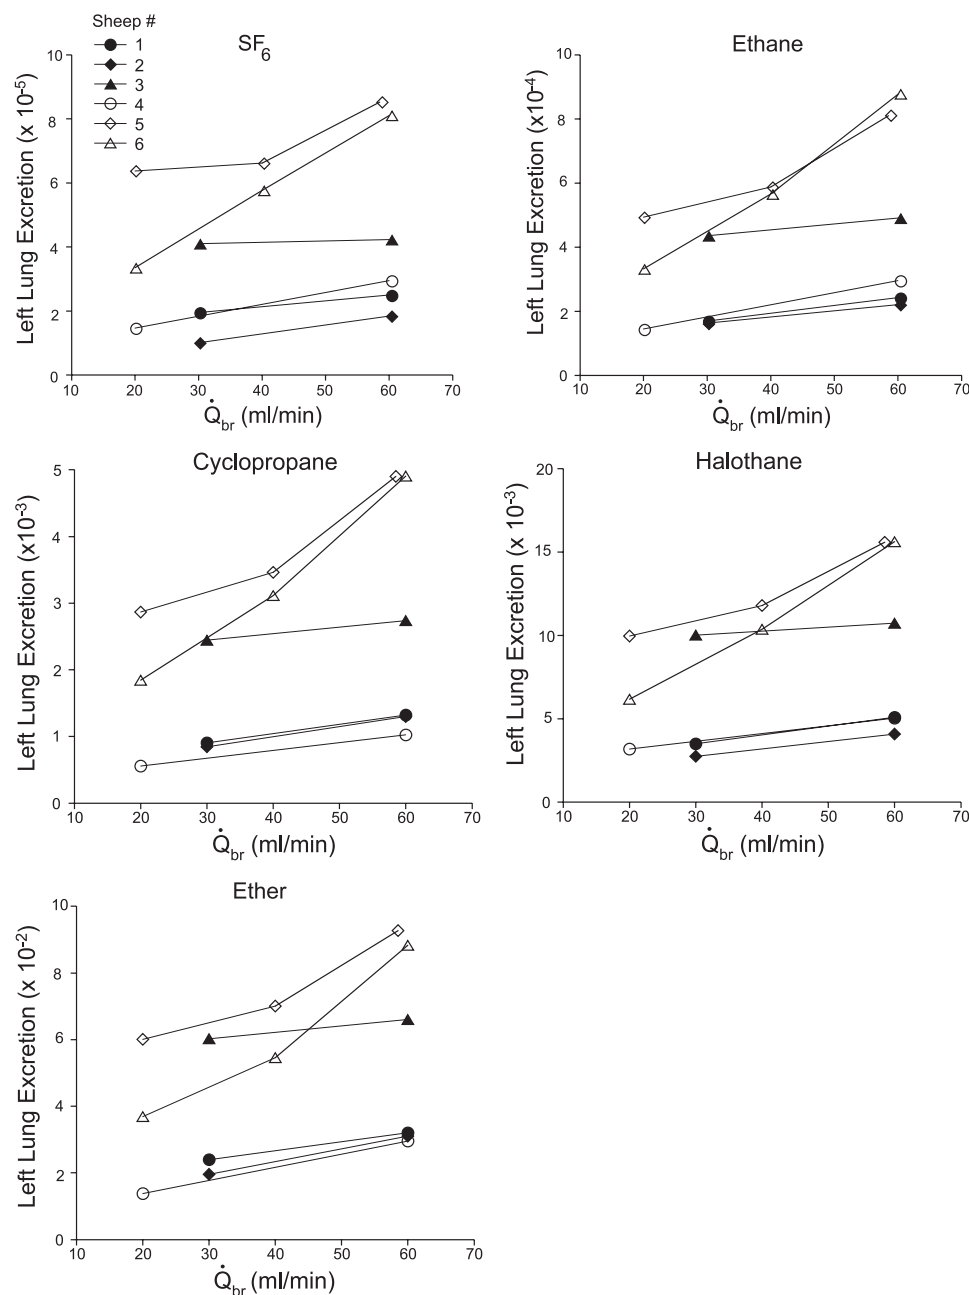 Sheep #
1
2
3
4
5
6
SF6
Left Lung Excretion (x 10-5)
10
8
6
4
2
0
10 20 30 40 50 60 70
Q̇br (ml/min)
Ethane
Left Lung Excretion (x10-4)
10
8
6
4
2
0
10 20 30 40 50 60 70
Q̇br (ml/min)
Cyclopropane
Left Lung Excretion (x10-3)
5
4
3
2
1
0
10 20 30 40 50 60 70
Q̇br (ml/min)
Halothane
Left Lung Excretion (x 10-3)
20
15
10
5
0
10 20 30 40 50 60 70
Q̇br (ml/min)
Ether
Left Lung Excretion (x 10-2)
10
8
6
4
2
0
10 20 30 40 50 60 70
Q̇br (ml/min)